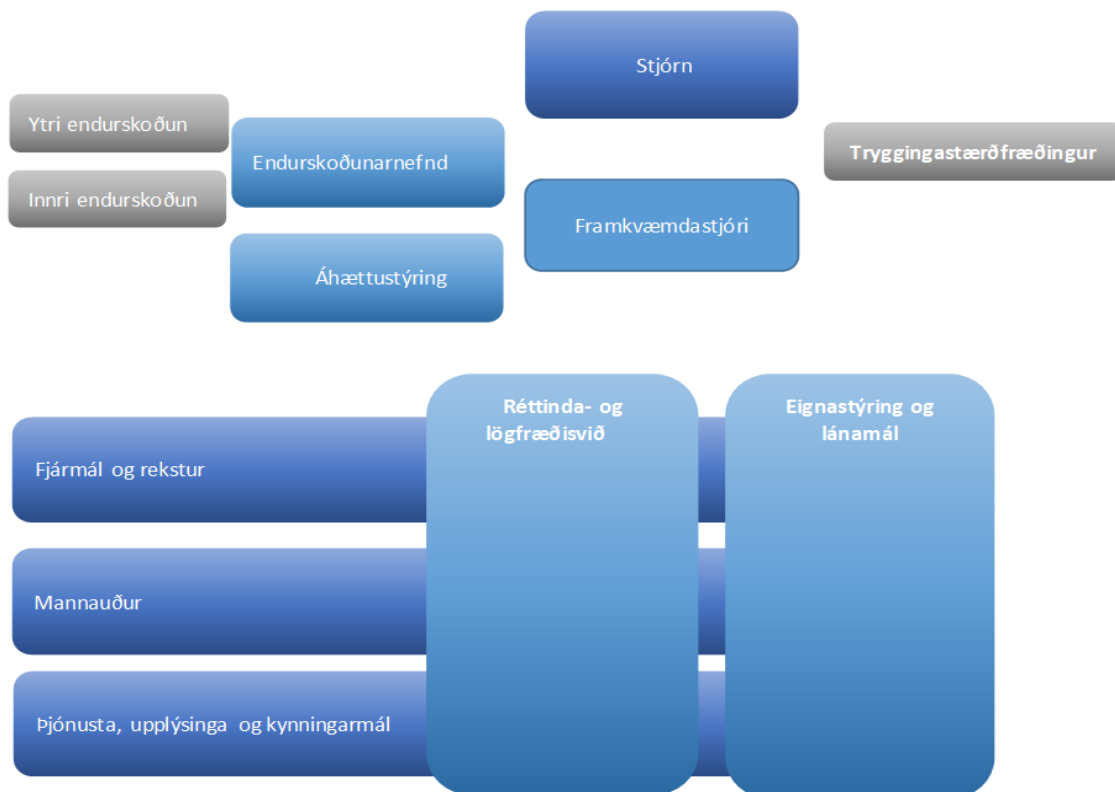 Stjórn
Ytri endurskoðun
Endurskoðunarnefnd
Tryggingastærðfræðingur
Innri endurskoðun
Framkvæmdastjóri
Áhættustýring
Réttinda- og
lögfræðisvið
Eignastýring og
lánamál
Fjármál og rekstur
Mannauður
Þjónusta, upplýsinga og kynningarmál